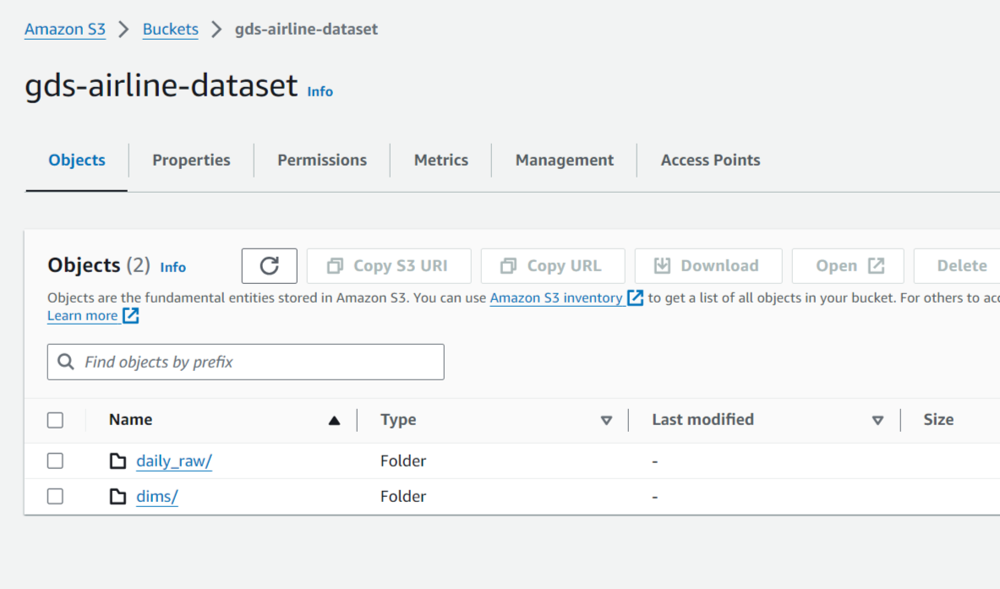 Amazon S3 > Buckets > gds-airline-dataset
gds-airline-dataset Info
Objects Properties Permissions Metrics Management Access Points
Objects (2) Info Copy S3 URI Copy URL Download Open Delete
Objects are the fundamental entities stored in Amazon S3. You can use Amazon S3 inventory to get a list of all objects in your bucket. For others to
Learn more
Find objects by prefix
Name Type Last modified Size
daily_raw/ Folder -
dims/ Folder -